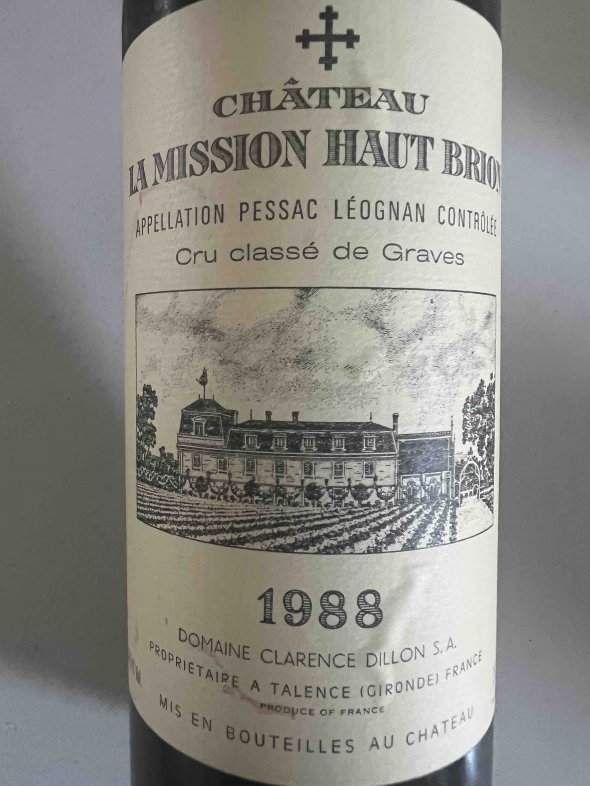 CHÂTEAU
LA MISSION HAUT BRION
APPELLATION PESSAC LÉOGNAN CONTRÔLÉE
Cru classé de Graves
1988
DOMAINE CLARENCE DILLON S.A.
PROPRIETAIRE A TALENCE (GIRONDE) FRANCE
PRODUCE OF FRANCE
MIS EN BOUTEILLES AU CHATEAU